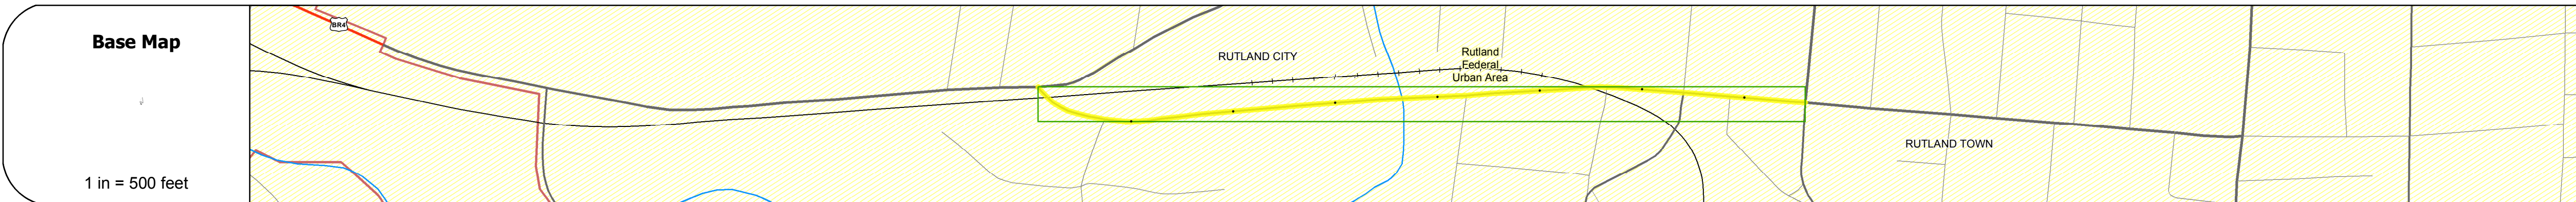 Base Map
1 in = 500 feet
BR4
RUTLAND CITY
Rutland
Federal
Urban Area
RUTLAND TOWN